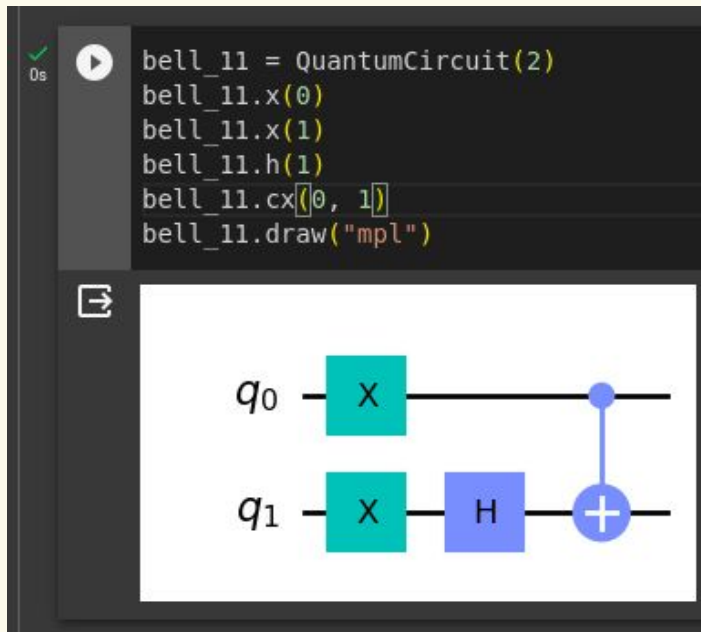 0s
bell_11 = QuantumCircuit(2)
bell_11.x(0)
bell_11.x(1)
bell_11.h(1)
bell_11.cx(0, 1)
bell_11.draw("mpl")
q0 X
q1 X H